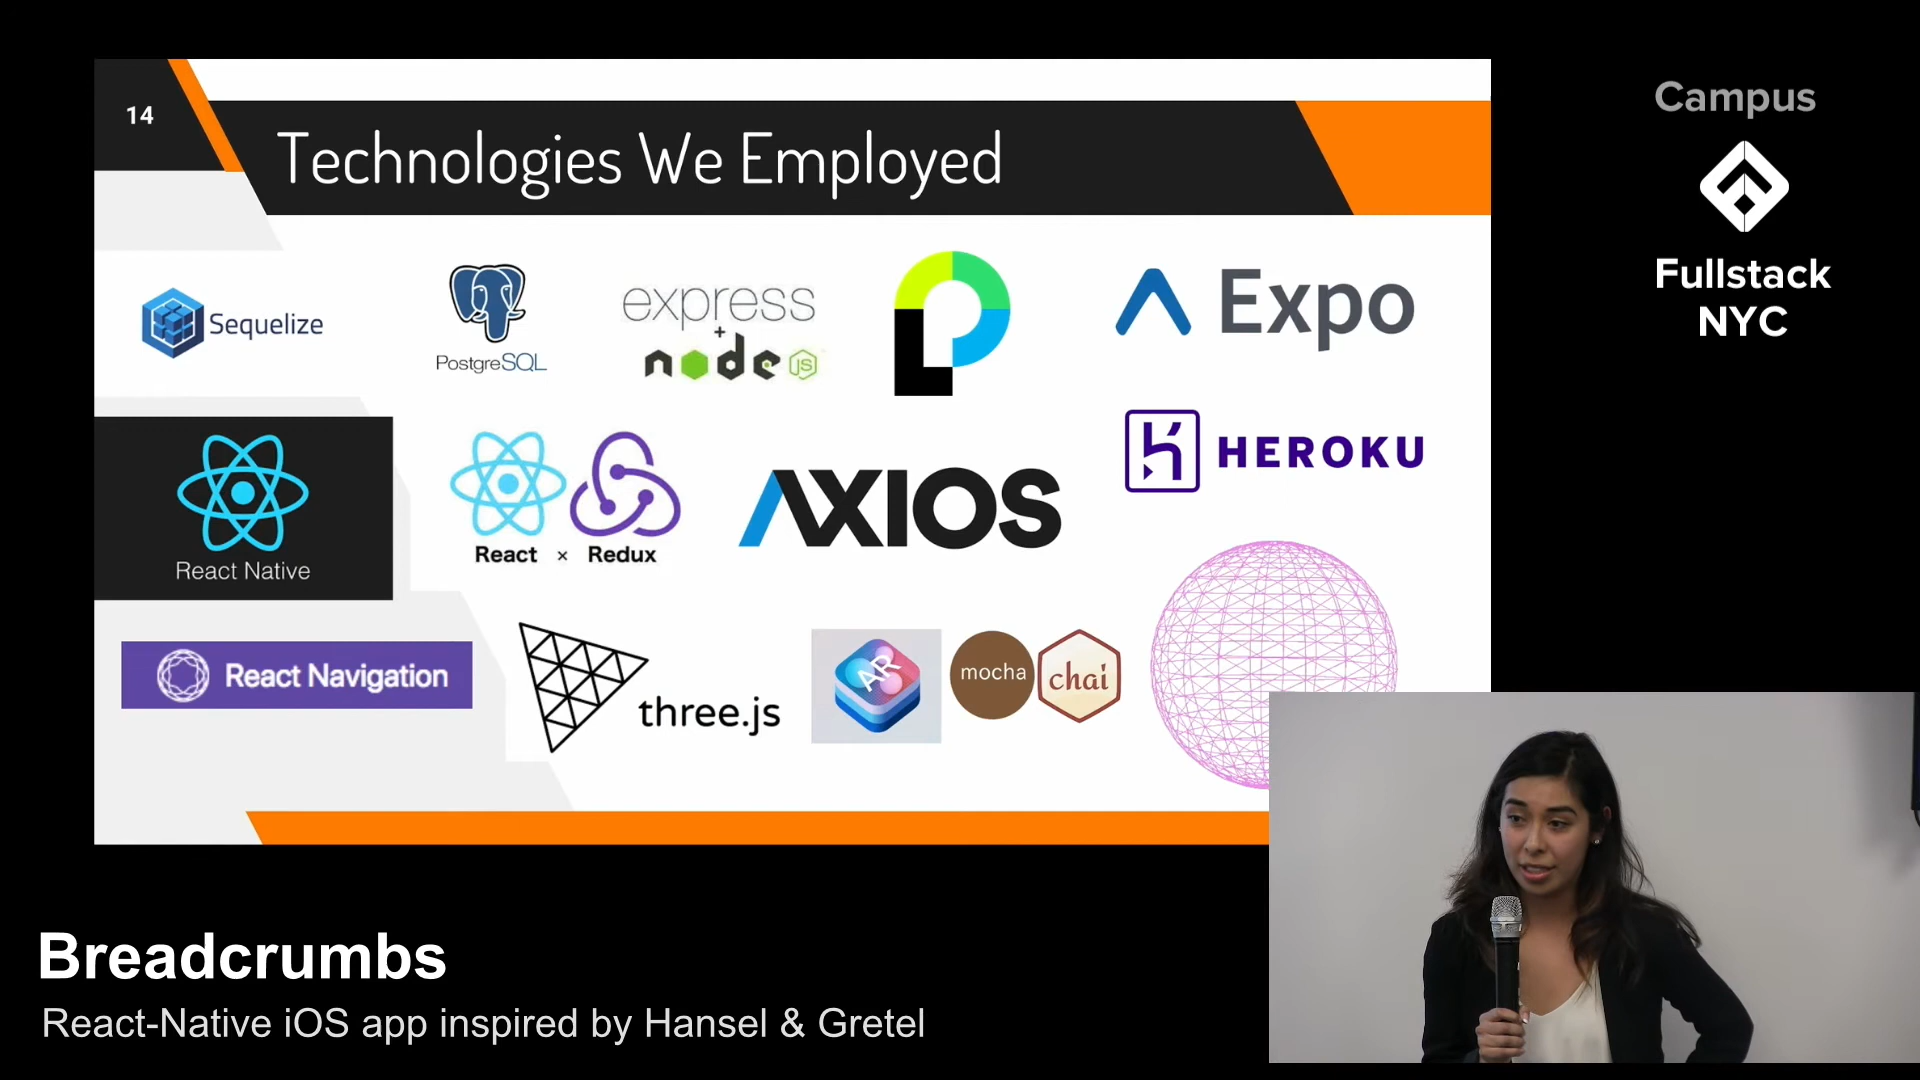 14
Technologies We Employed
Campus
Fullstack
NYC
Sequelize
PostgreSQL
express
+
node
JS
Expo
React Native
React × Redux
AXIOS
HEROKU
React Navigation
three.js
AR
mocha
chai
Breadcrumbs
React-Native iOS app inspired by Hansel & Gretel